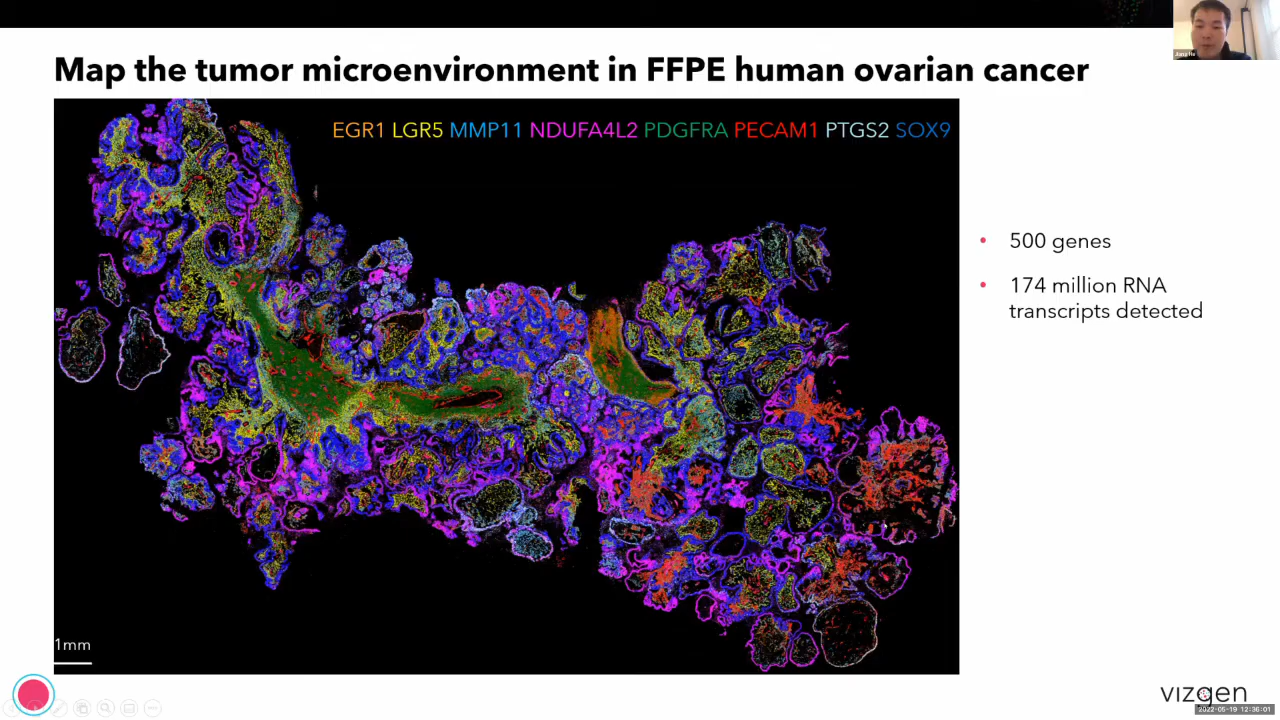 Map the tumor microenvironment in FFPE human ovarian cancer
EGR1 LGR5 MMP11 NDUFA4L2 PDGFRA PECAM1 PTGS2 SOX9
• 500 genes
• 174 million RNA
transcripts detected
1mm
vizgen
2022-05-19 12:36:01